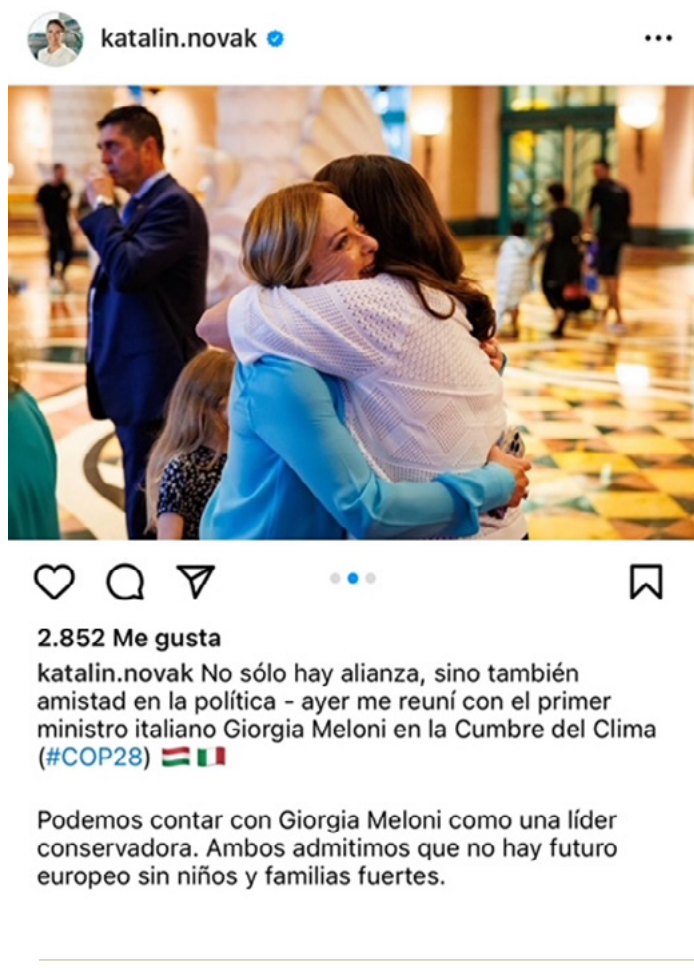 katalin.novak
2.852 Me gusta
katalin.novak No sólo hay alianza, sino también
amistad en la política - ayer me reuní con el primer
ministro italiano Giorgia Meloni en la Cumbre del Clima
(#COP28) 🇭🇺🇮🇹
Podemos contar con Giorgia Meloni como una líder
conservadora. Ambos admitimos que no hay futuro
europeo sin niños y familias fuertes.